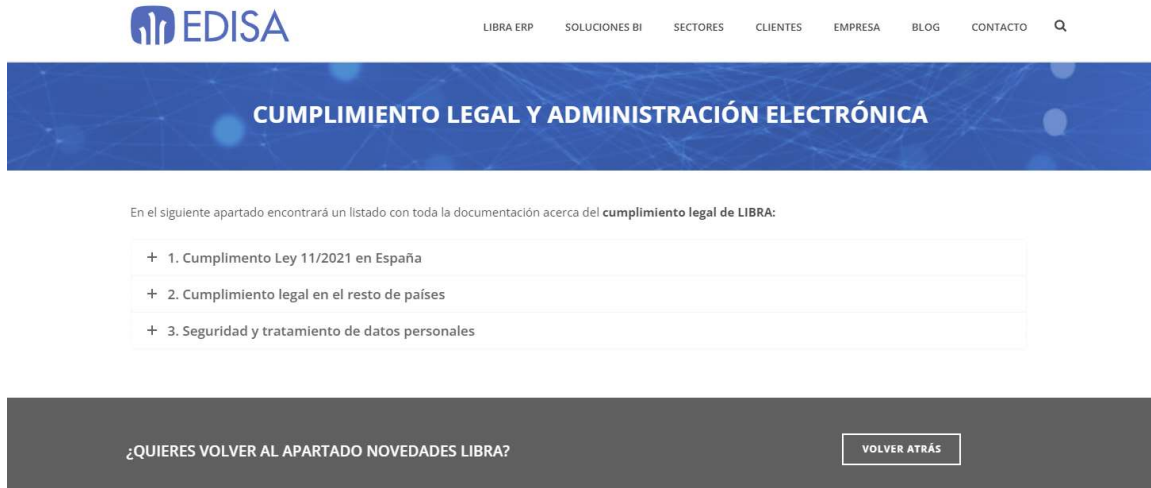 EDISA
LIBRA ERP SOLUCIONES BI SECTORES CLIENTES EMPRESA BLOG CONTACTO
CUMPLIMIENTO LEGAL Y ADMINISTRACIÓN ELECTRÓNICA
En el siguiente apartado encontrará un listado con toda la documentación acerca del cumplimiento legal de LIBRA:
+ 1. Cumplimento Ley 11/2021 en España
+ 2. Cumplimiento legal en el resto de países
+ 3. Seguridad y tratamiento de datos personales
¿QUIERES VOLVER AL APARTADO NOVEDADES LIBRA? VOLVER ATRÁS